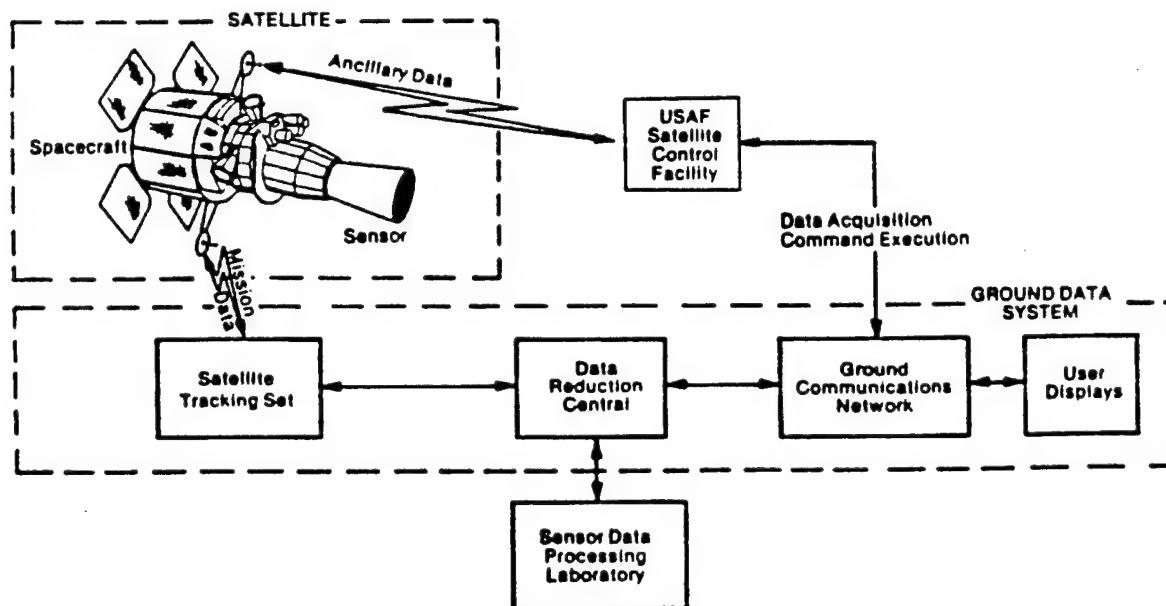 SATELLITE
Ancillary Data
Spacecraft
Sensor
Mission
Data
USAF
Satellite
Control
Facility
Data Acquisition
Command Execution
GROUND DATA
SYSTEM
Satellite
Tracking Set
Data
Reduction
Central
Ground
Communications
Network
User
Displays
Sensor Data
Processing
Laboratory